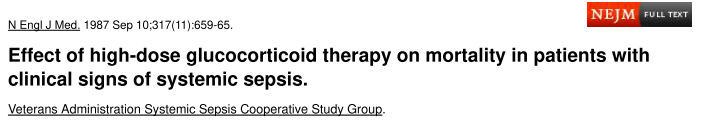 NEJM FULL TEXT
N Engl J Med. 1987 Sep 10;317(11):659-65.
Effect of high-dose glucocorticoid therapy on mortality in patients with
clinical signs of systemic sepsis.
Veterans Administration Systemic Sepsis Cooperative Study Group.